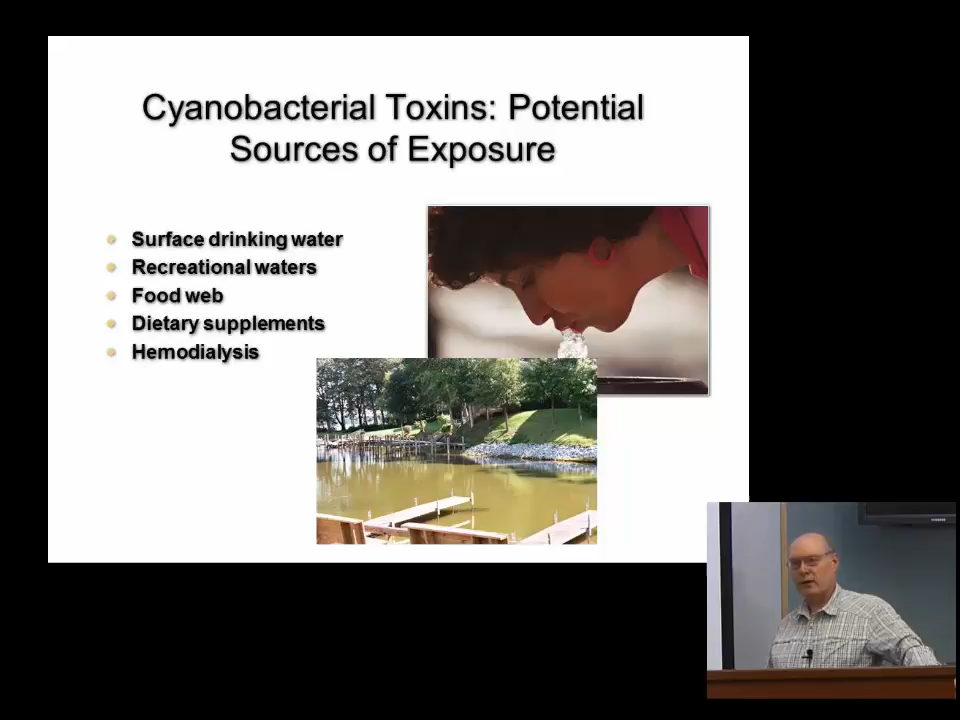 Cyanobacterial Toxins: Potential
Sources of Exposure
Surface drinking water
Recreational waters
Food web
Dietary supplements
Hemodialysis